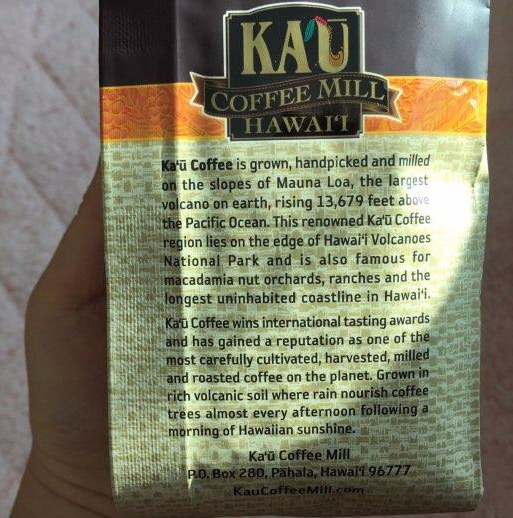 KAʻŪ
COFFEE MILL
HAWAIʻI
Kaʻū Coffee is grown, handpicked and milled
on the slopes of Mauna Loa, the largest
volcano on earth, rising 13,679 feet above
the Pacific Ocean. This renowned Kaʻū Coffee
region lies on the edge of Hawaiʻi Volcanoes
National Park and is also famous for
macadamia nut orchards, ranches and the
longest uninhabited coastline in Hawaiʻi.
Kaʻū Coffee wins international tasting awards
and has gained a reputation as one of the
most carefully cultivated, harvested, milled
and roasted coffee on the planet. Grown in
rich volcanic soil where rain nourish coffee
trees almost every afternoon following a
morning of Hawaiian sunshine.
Kaʻū Coffee Mill
P.O. Box 280, Pāhala, Hawaiʻi 96777
KauCoffeeMill.com